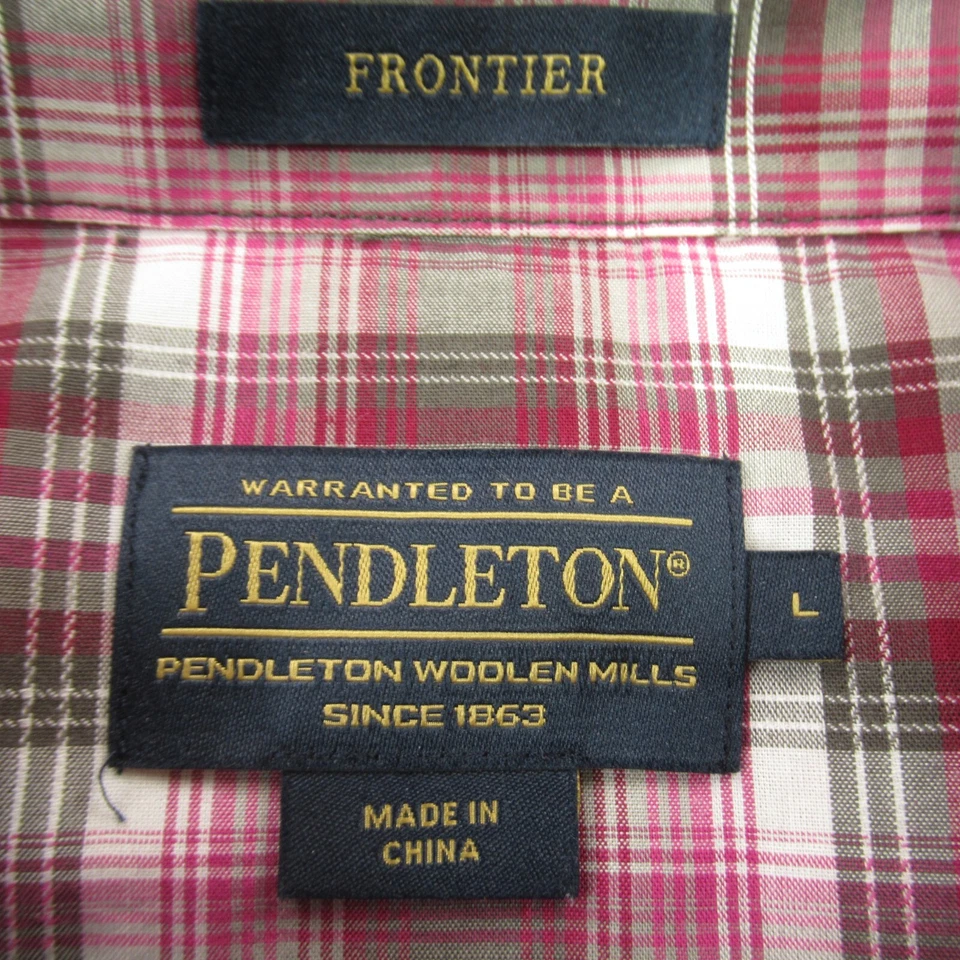 FRONTIER
WARRANTED TO BE A
PENDLETON®
L
PENDLETON WOOLEN MILLS
SINCE 1863
MADE IN
CHINA